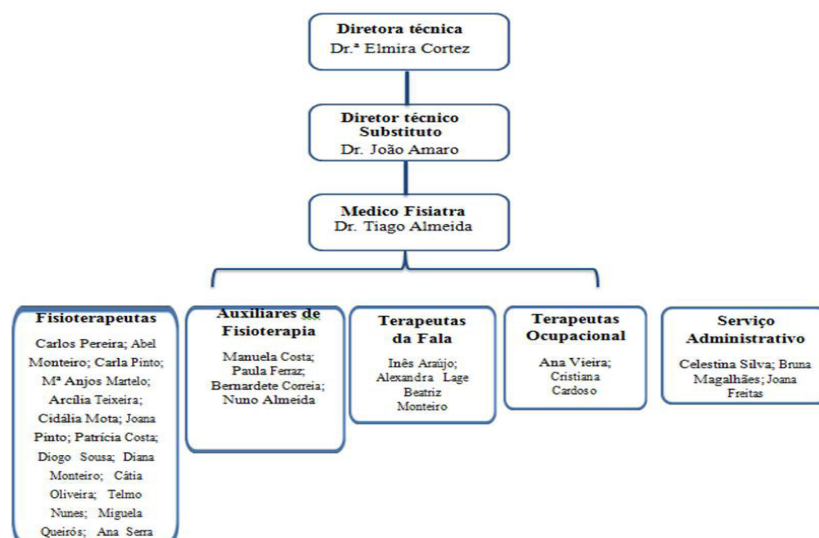 Diretora técnica
Dr.ª Elmira Cortez
Diretor técnico
Substituto
Dr. João Amaro
Medico Fisiatra
Dr. Tiago Almeida
Fisioterapeutas
Carlos Pereira; Abel
Monteiro; Carla Pinto;
Mª Anjos Martelo;
Arcília Teixeira;
Cidália Mota; Joana
Pinto; Patrícia Costa;
Diogo Sousa; Diana
Monteiro; Cátia
Oliveira; Telmo
Nunes; Miguela
Queirós; Ana Serra
Auxiliares de
Fisioterapia
Manuela Costa;
Paula Ferraz;
Bernardete Correia;
Nuno Almeida
Terapeutas
da Fala
Inês Araújo;
Alexandra Lage
Beatriz
Monteiro
Terapeutas
Ocupacional
Ana Vieira;
Cristiana
Cardoso
Serviço
Administrativo
Celestina Silva; Bruna
Magalhães; Joana
Freitas